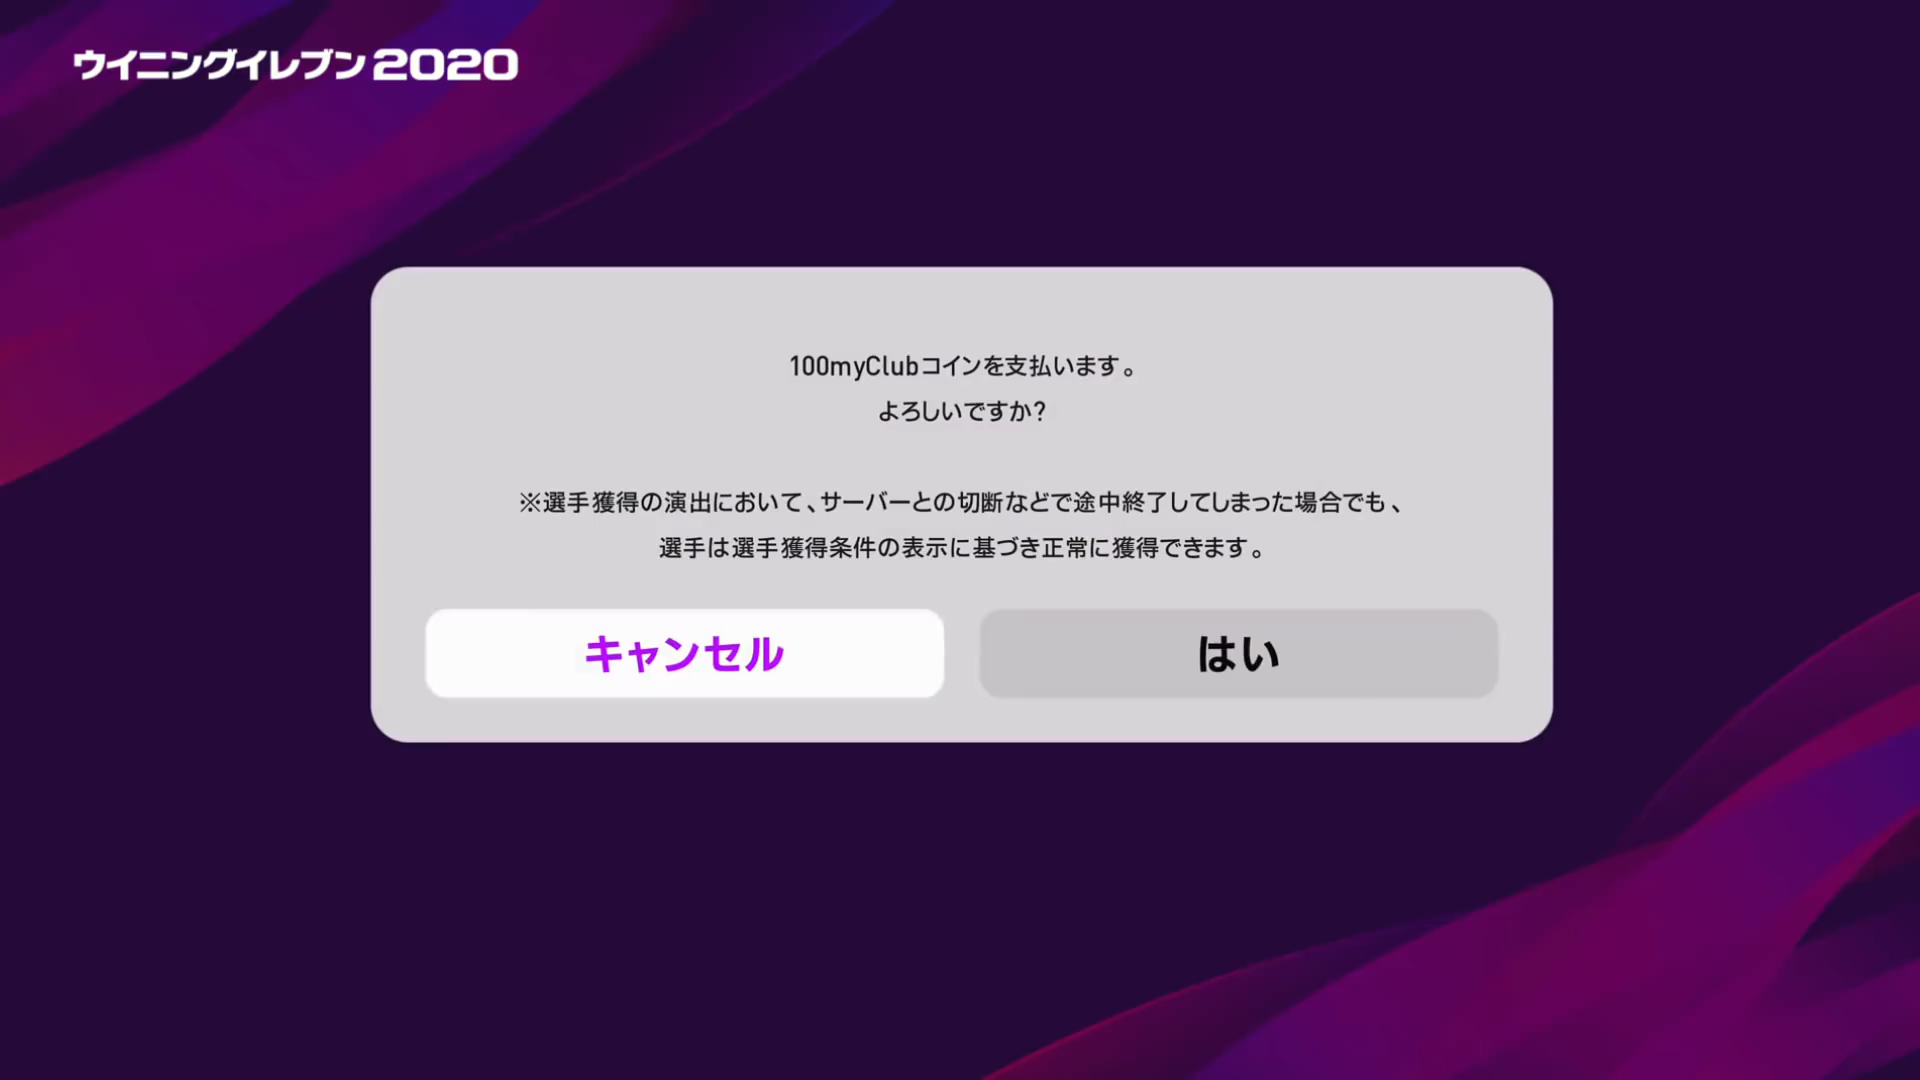 ウイニングイレブン2020
100myClubコインを支払います。
よろしいですか?
※選手獲得の演出において、サーバーとの切断などで途中終了してしまった場合でも、
選手は選手獲得条件の表示に基づき正常に獲得できます。
キャンセル
はい